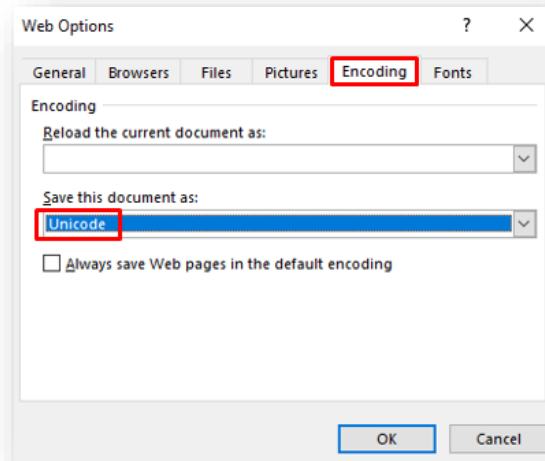 Web Options ?
General Browsers Files Pictures Encoding Fonts
Encoding
Reload the current document as:
Save this document as:
Unicode
Always save Web pages in the default encoding
OK Cancel